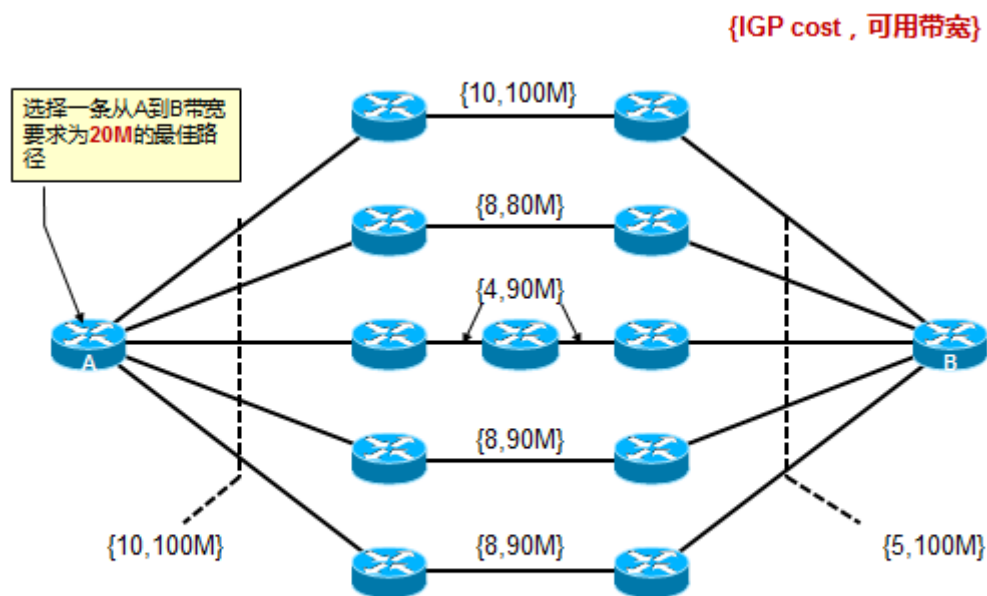 {IGP cost，可用带宽}
选择一条从A到B带宽
要求为20M的最佳路
径
{10,100M}
{8,80M}
{4,90M}
A
B
{8,90M}
{10,100M}
{5,100M}
{8,90M}